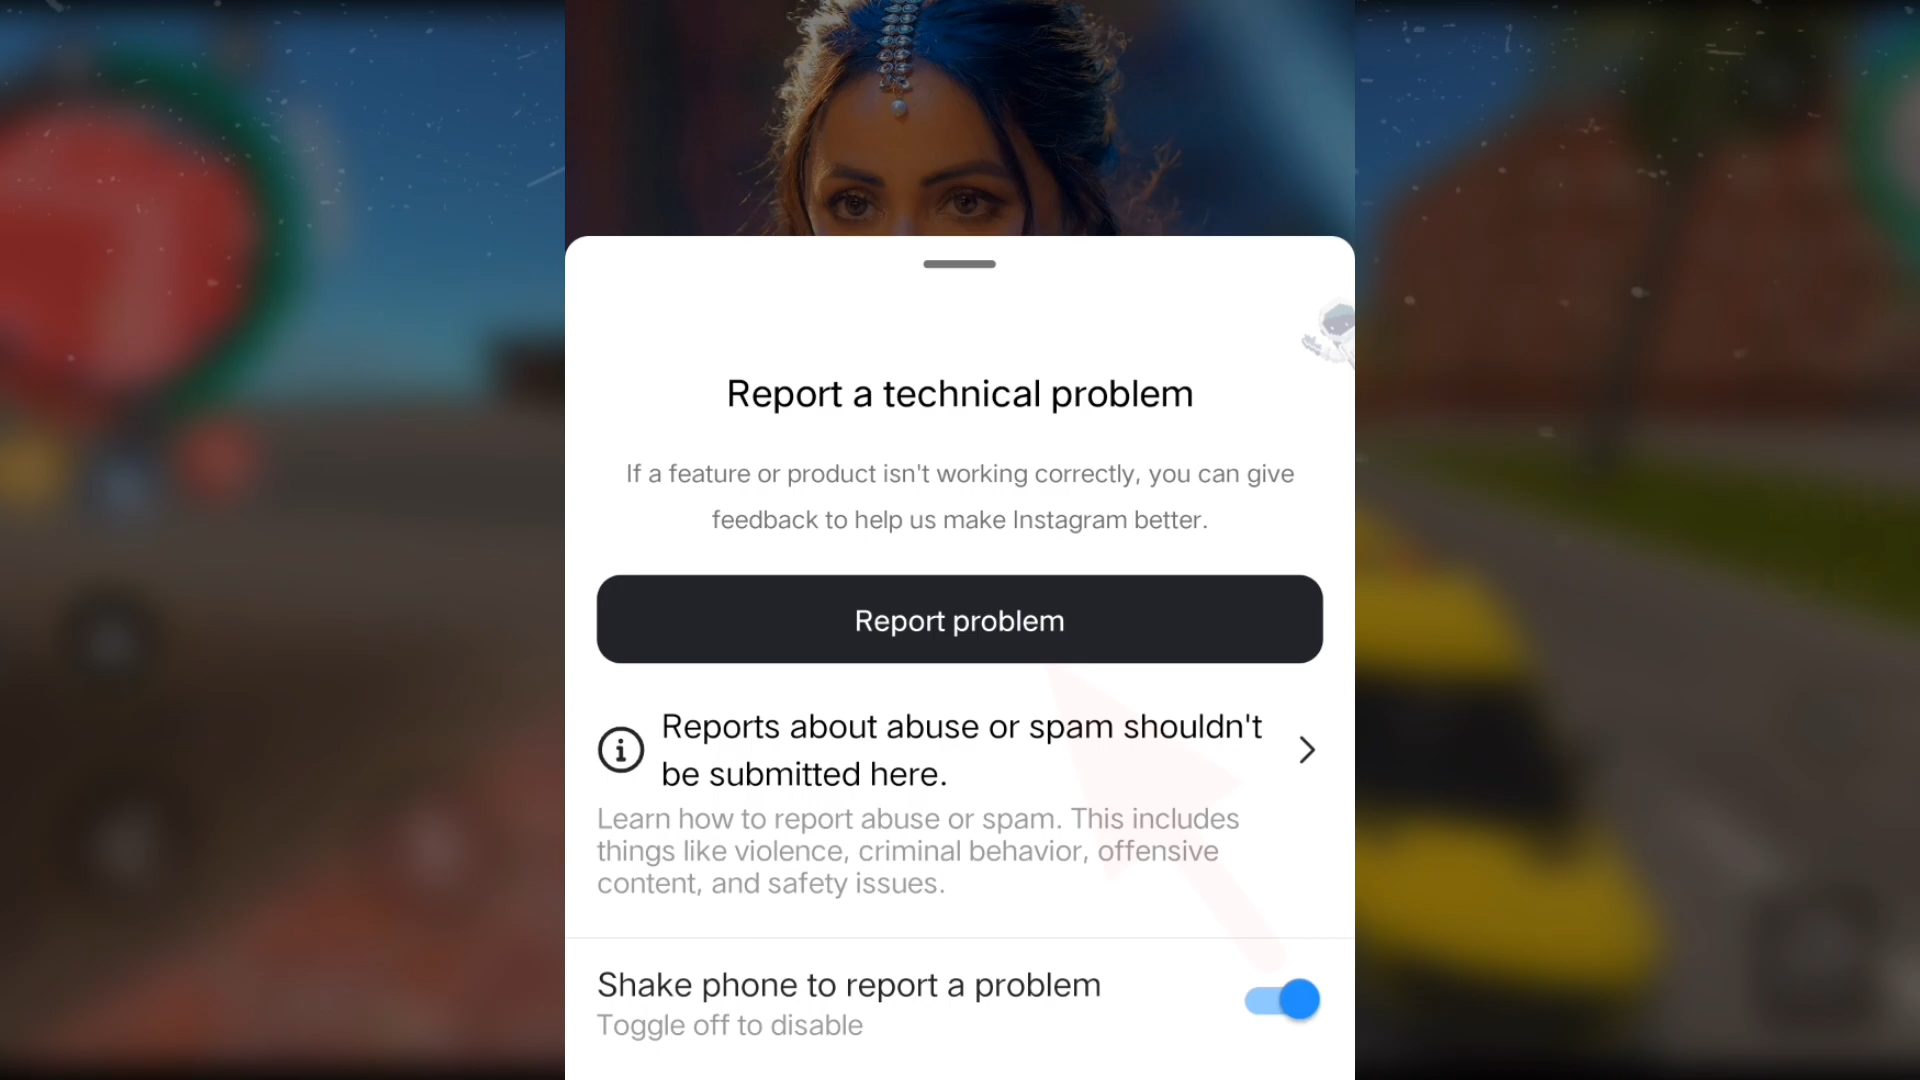 Report a technical problem
If a feature or product isn't working correctly, you can give
feedback to help us make Instagram better.
Report problem
Reports about abuse or spam shouldn't
be submitted here.
Learn how to report abuse or spam. This includes
things like violence, criminal behavior, offensive
content, and safety issues.
Shake phone to report a problem
Toggle off to disable